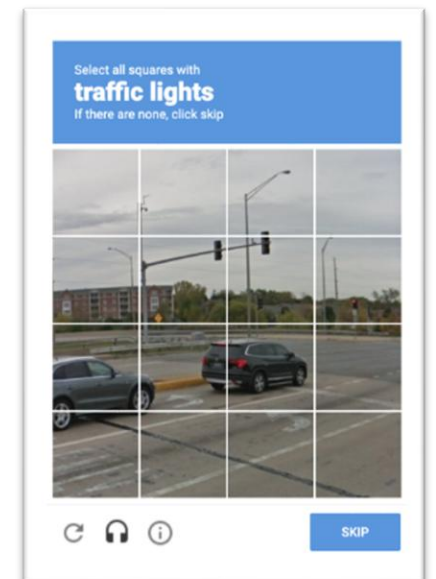 Select all squares with
traffic lights
If there are none, click skip
SKIP